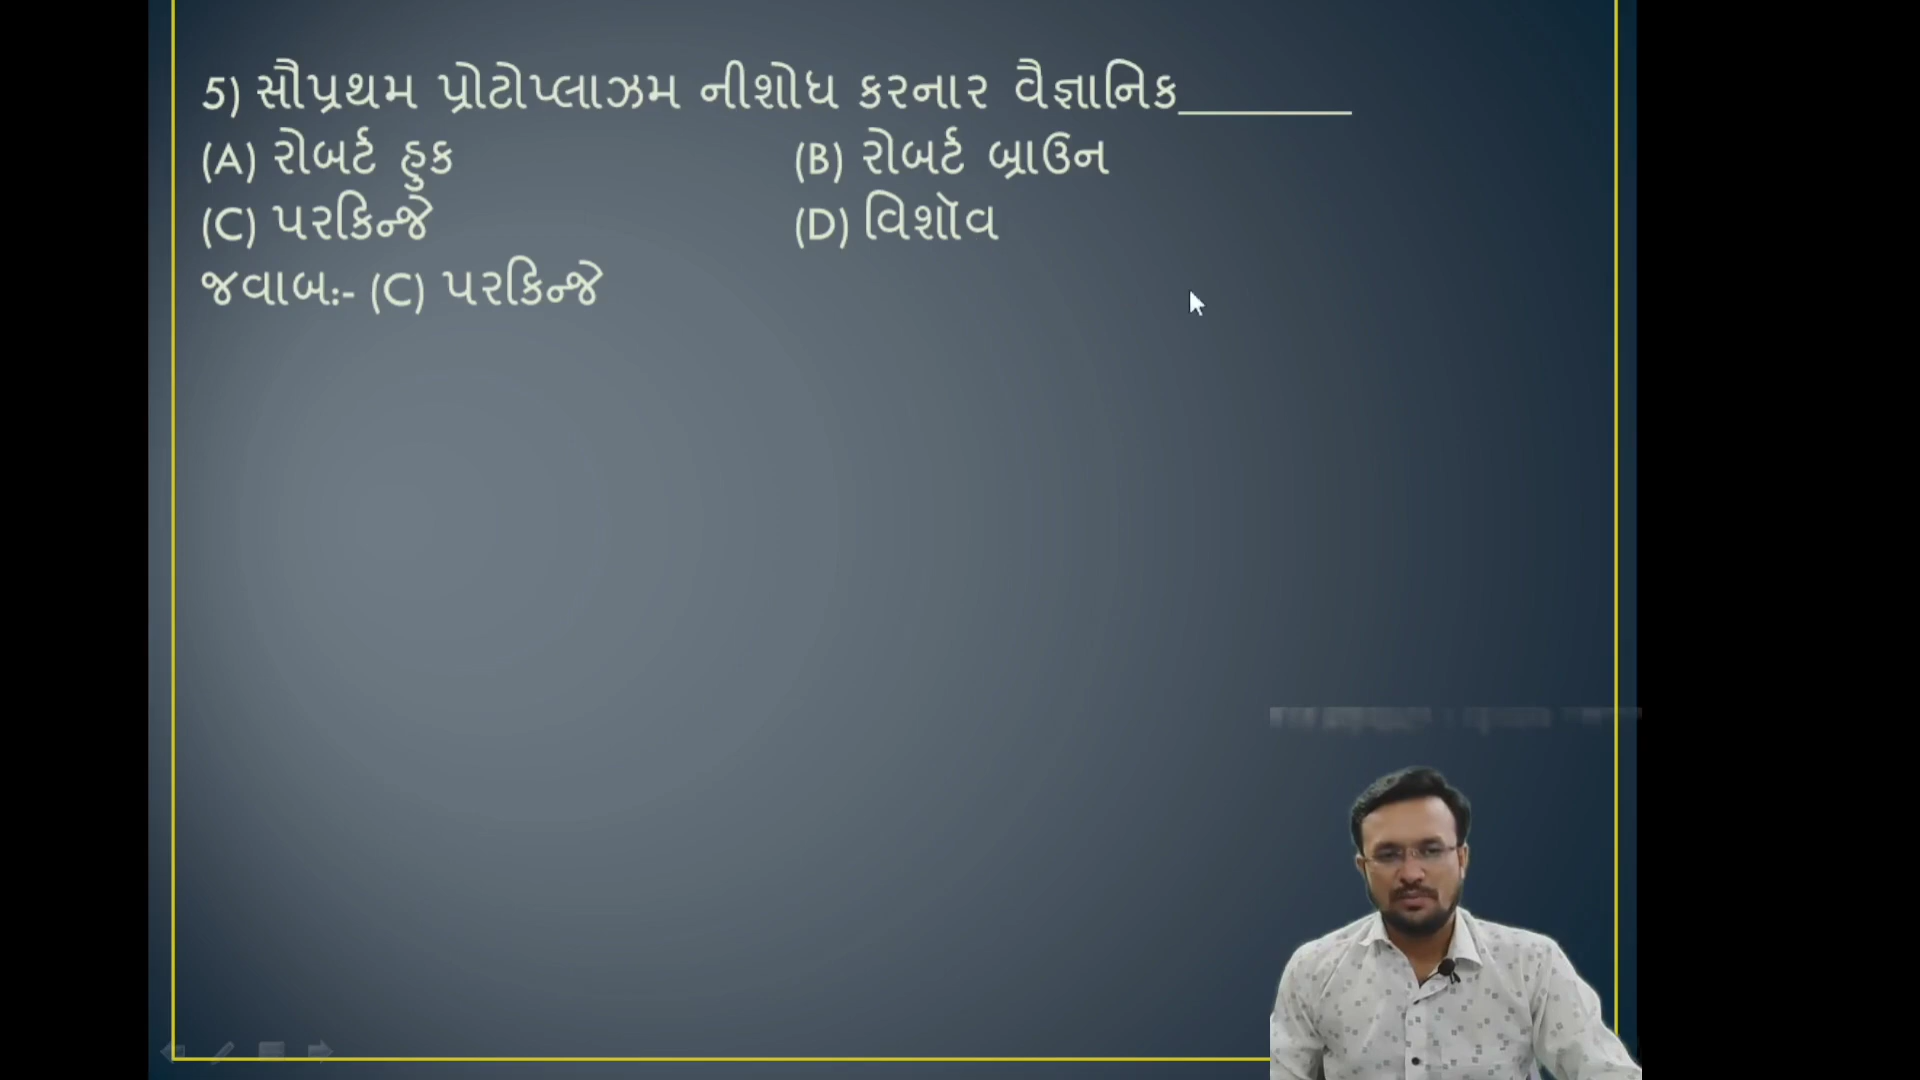 5) સૌપ્રથમ પ્રોટોપ્લાઝમ નીશોધ કરનાર વૈજ્ઞાનિક________
(A) રોબર્ટ હુક (B) રોબર્ટ બ્રાઉન
(C) પરકિન્જે (D) વિર્શોવ
જવાબઃ- (C) પરકિન્જે